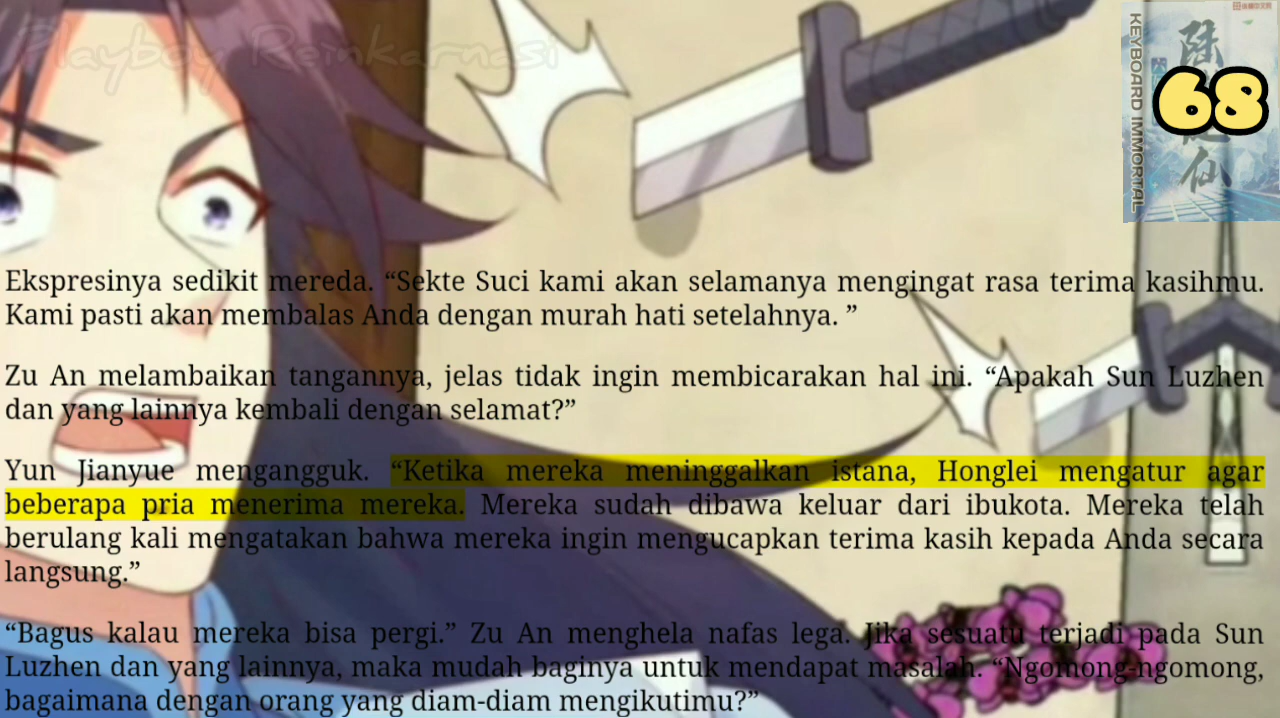 Playboy Reinkarnasi
KEYBOARD IMMORTAL
68
仙
Ekspresinya sedikit mereda. “Sekte Suci kami akan selamanya mengingat rasa terima kasihmu.
Kami pasti akan membalas Anda dengan murah hati setelahnya. ”
Zu An melambaikan tangannya, jelas tidak ingin membicarakan hal ini. “Apakah Sun Luzhen
dan yang lainnya kembali dengan selamat?”
Yun Jianyue mengangguk. “Ketika mereka meninggalkan istana, Honglei mengatur agar
beberapa pria menerima mereka. Mereka sudah dibawa keluar dari ibukota. Mereka telah
berulang kali mengatakan bahwa mereka ingin mengucapkan terima kasih kepada Anda secara
langsung.”
“Bagus kalau mereka bisa pergi.” Zu An menghela nafas lega. Jika sesuatu terjadi pada Sun
Luzhen dan yang lainnya, maka mudah baginya untuk mendapat masalah. “Ngomong-ngomong,
bagaimana dengan orang yang diam-diam mengikutimu?”